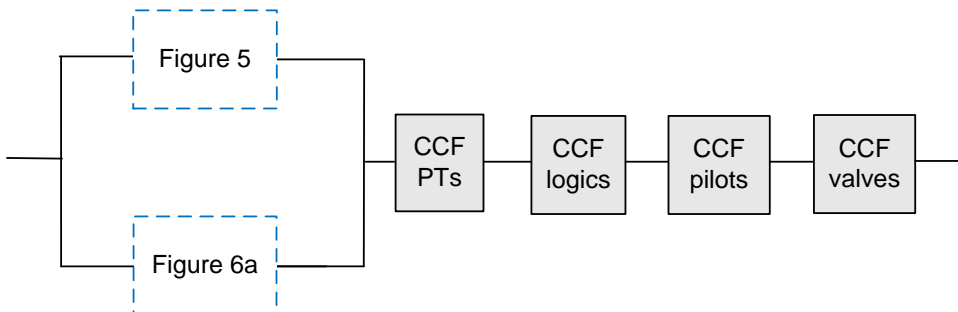 Figure 5
CCF
PTs
CCF
logics
CCF
pilots
CCF
valves
Figure 6a